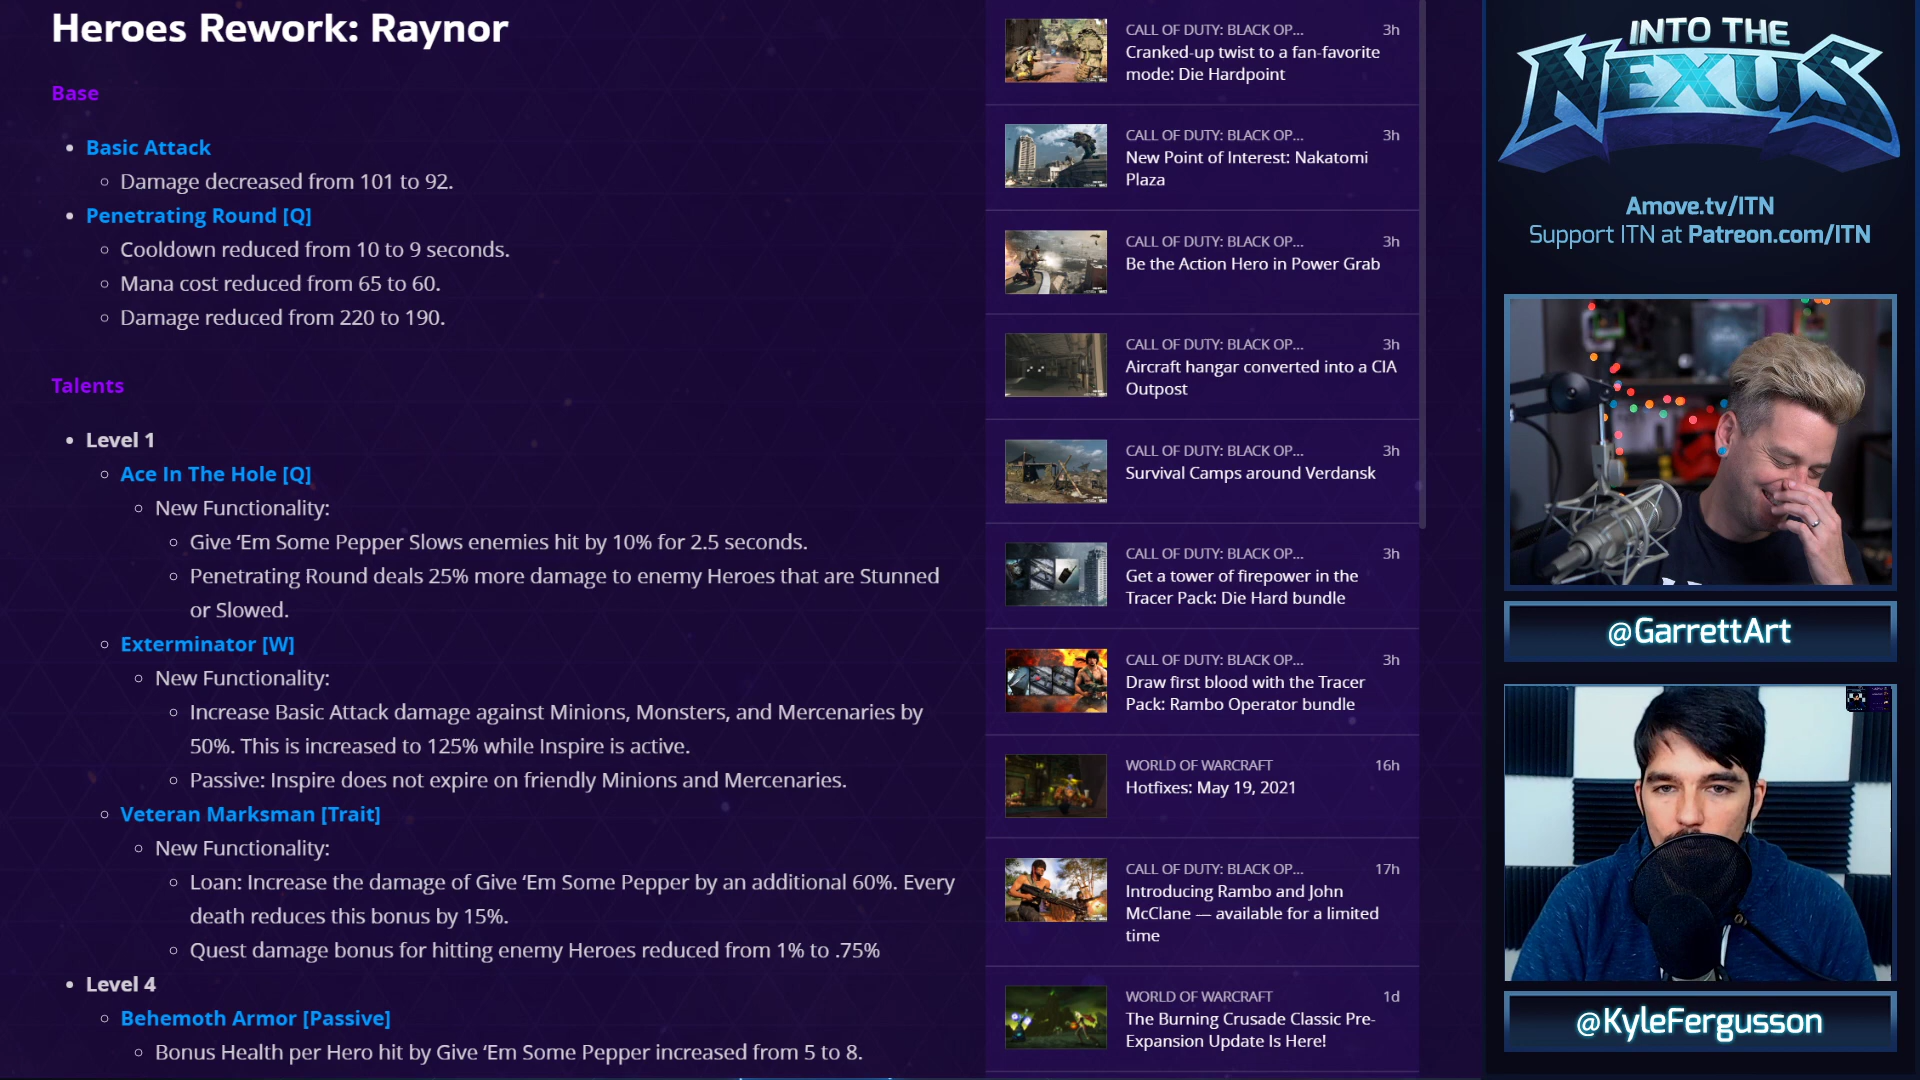 Heroes Rework: Raynor
Base
Basic Attack
Damage decreased from 101 to 92.
Penetrating Round [Q]
Cooldown reduced from 10 to 9 seconds.
Mana cost reduced from 65 to 60.
Damage reduced from 220 to 190.
Talents
Level 1
Ace In The Hole [Q]
New Functionality:
Give ‘Em Some Pepper Slows enemies hit by 10% for 2.5 seconds.
Penetrating Round deals 25% more damage to enemy Heroes that are Stunned
or Slowed.
Exterminator [W]
New Functionality:
Increase Basic Attack damage against Minions, Monsters, and Mercenaries by
50%. This is increased to 125% while Inspire is active.
Passive: Inspire does not expire on friendly Minions and Mercenaries.
Veteran Marksman [Trait]
New Functionality:
Loan: Increase the damage of Give ‘Em Some Pepper by an additional 60%. Every
death reduces this bonus by 15%.
Quest damage bonus for hitting enemy Heroes reduced from 1% to .75%
Level 4
Behemoth Armor [Passive]
Bonus Health per Hero hit by Give ‘Em Some Pepper increased from 5 to 8.
CALL OF DUTY: BLACK OP... 3h
Cranked-up twist to a fan-favorite
mode: Die Hardpoint
CALL OF DUTY: BLACK OP... 3h
New Point of Interest: Nakatomi
Plaza
CALL OF DUTY: BLACK OP... 3h
Be the Action Hero in Power Grab
CALL OF DUTY: BLACK OP... 3h
Aircraft hangar converted into a CIA
Outpost
CALL OF DUTY: BLACK OP... 3h
Survival Camps around Verdansk
CALL OF DUTY: BLACK OP... 3h
Get a tower of firepower in the
Tracer Pack: Die Hard bundle
CALL OF DUTY: BLACK OP... 3h
Draw first blood with the Tracer
Pack: Rambo Operator bundle
WORLD OF WARCRAFT 16h
Hotfixes: May 19, 2021
CALL OF DUTY: BLACK OP... 17h
Introducing Rambo and John
McClane — available for a limited
time
WORLD OF WARCRAFT 1d
The Burning Crusade Classic Pre-
Expansion Update Is Here!
INTO THE
NEXUS
Amove.tv/ITN
Support ITN at Patreon.com/ITN
@GarrettArt
@KyleFergusson